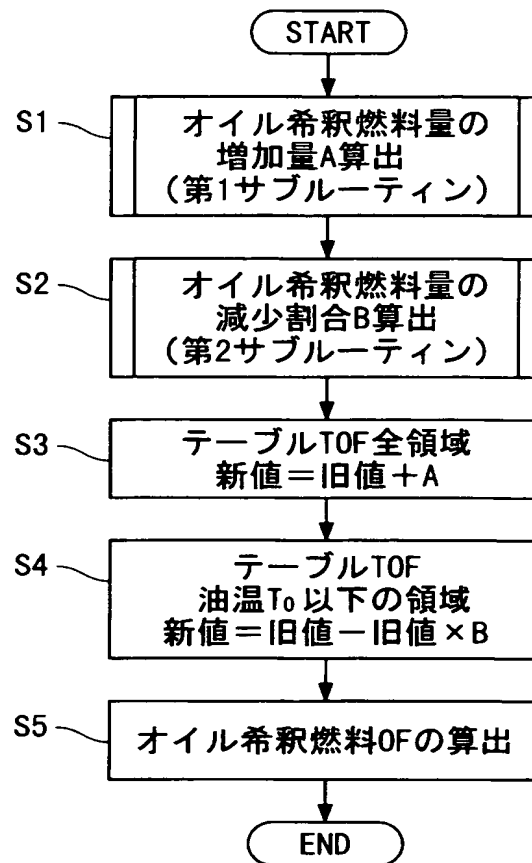 START
S1
オイル希釈燃料量の
増加量A算出
(第1サブルーティン)
S2
オイル希釈燃料量の
減少割合B算出
(第2サブルーティン)
S3
テーブルTOF全領域
新値=旧値+A
S4
テーブルTOF
油温T₀以下の領域
新値=旧値−旧値×B
S5
オイル希釈燃料OFの算出
END